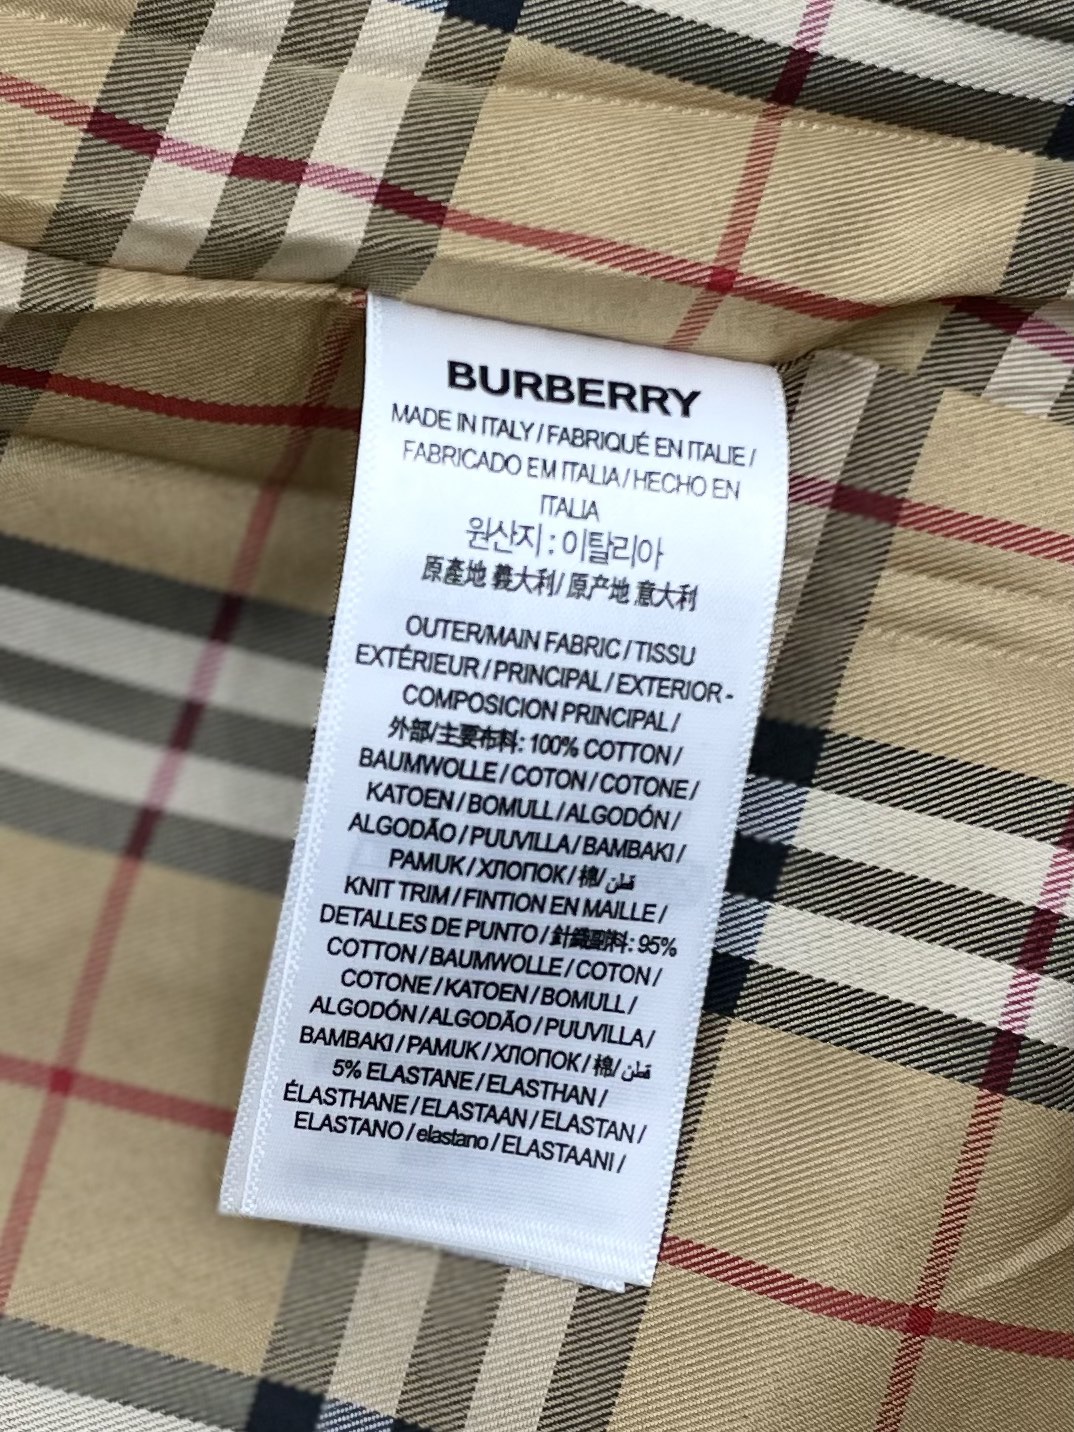 BURBERRY
MADE IN ITALY / FABRIQUÉ EN ITALIE /
FABRICADO EM ITALIA / HECHO EN
ITALIA
원산지 : 이탈리아
原產地 義大利/ 原产地 意大利
OUTER/MAIN FABRIC / TISSU
EXTÉRIEUR / PRINCIPAL / EXTERIOR -
COMPOSICION PRINCIPAL /
外部/主要布料: 100% COTTON /
BAUMWOLLE / COTON / COTONE /
KATOEN / BOMULL / ALGODÓN /
ALGODÃO / PUUVILLA / BAMBAKI /
PAMUK / ХЛОПОК / 棉/ قطن
KNIT TRIM / FINTION EN MAILLE /
DETALLES DE PUNTO / 針織副料: 95%
COTTON / BAUMWOLLE / COTON /
COTONE / KATOEN / BOMULL /
ALGODÓN / ALGODÃO / PUUVILLA /
BAMBAKI / PAMUK / ХЛОПОК / 棉/ قطن
5% ELASTANE / ELASTHAN /
ÉLASTHANE / ELASTAAN / ELASTAN /
ELASTANO / elastano / ELASTAANI /